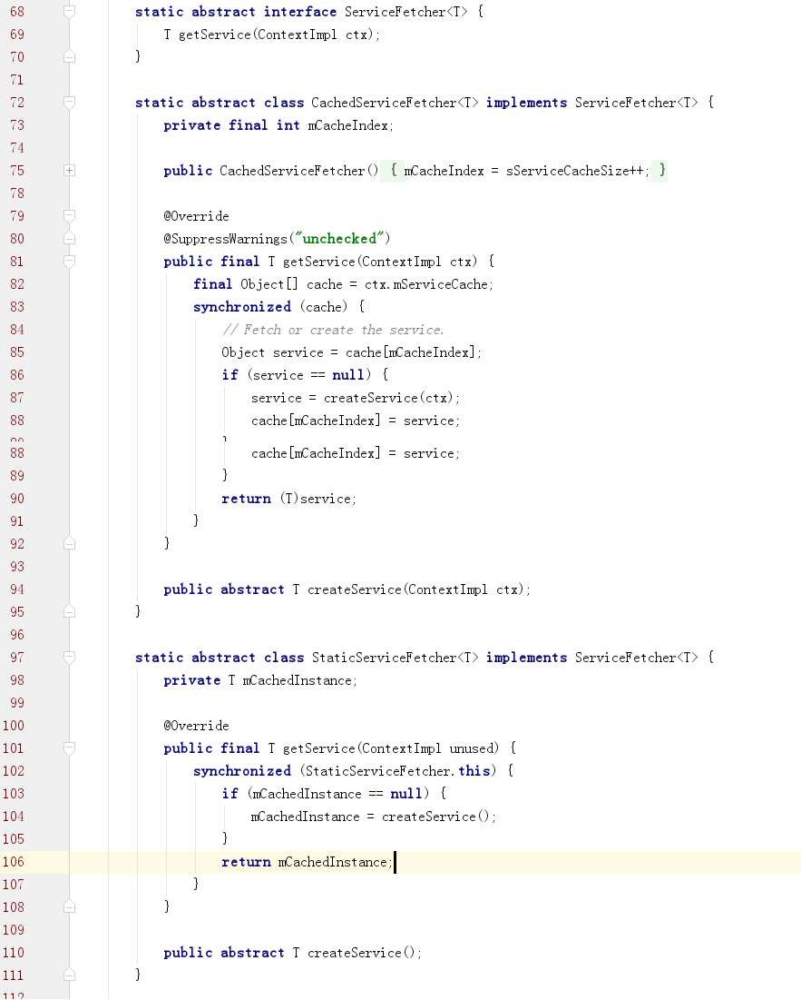 68 static abstract interface ServiceFetcher<T> {
69 T getService(ContextImpl ctx);
70 }
71
72 static abstract class CachedServiceFetcher<T> implements ServiceFetcher<T> {
73 private final int mCacheIndex;
74
75 public CachedServiceFetcher() { mCacheIndex = sServiceCacheSize++; }
78
79 @Override
80 @SuppressWarnings("unchecked")
81 public final T getService(ContextImpl ctx) {
82 final Object[] cache = ctx.mServiceCache;
83 synchronized (cache) {
84 // Fetch or create the service.
85 Object service = cache[mCacheIndex];
86 if (service == null) {
87 service = createService(ctx);
88 cache[mCacheIndex] = service;
88 cache[mCacheIndex] = service;
89 }
90 return (T)service;
91 }
92 }
93
94 public abstract T createService(ContextImpl ctx);
95 }
96
97 static abstract class StaticServiceFetcher<T> implements ServiceFetcher<T> {
98 private T mCachedInstance;
99
100 @Override
101 public final T getService(ContextImpl unused) {
102 synchronized (StaticServiceFetcher.this) {
103 if (mCachedInstance == null) {
104 mCachedInstance = createService();
105 }
106 return mCachedInstance;
107 }
108 }
109
110 public abstract T createService();
111 }
112